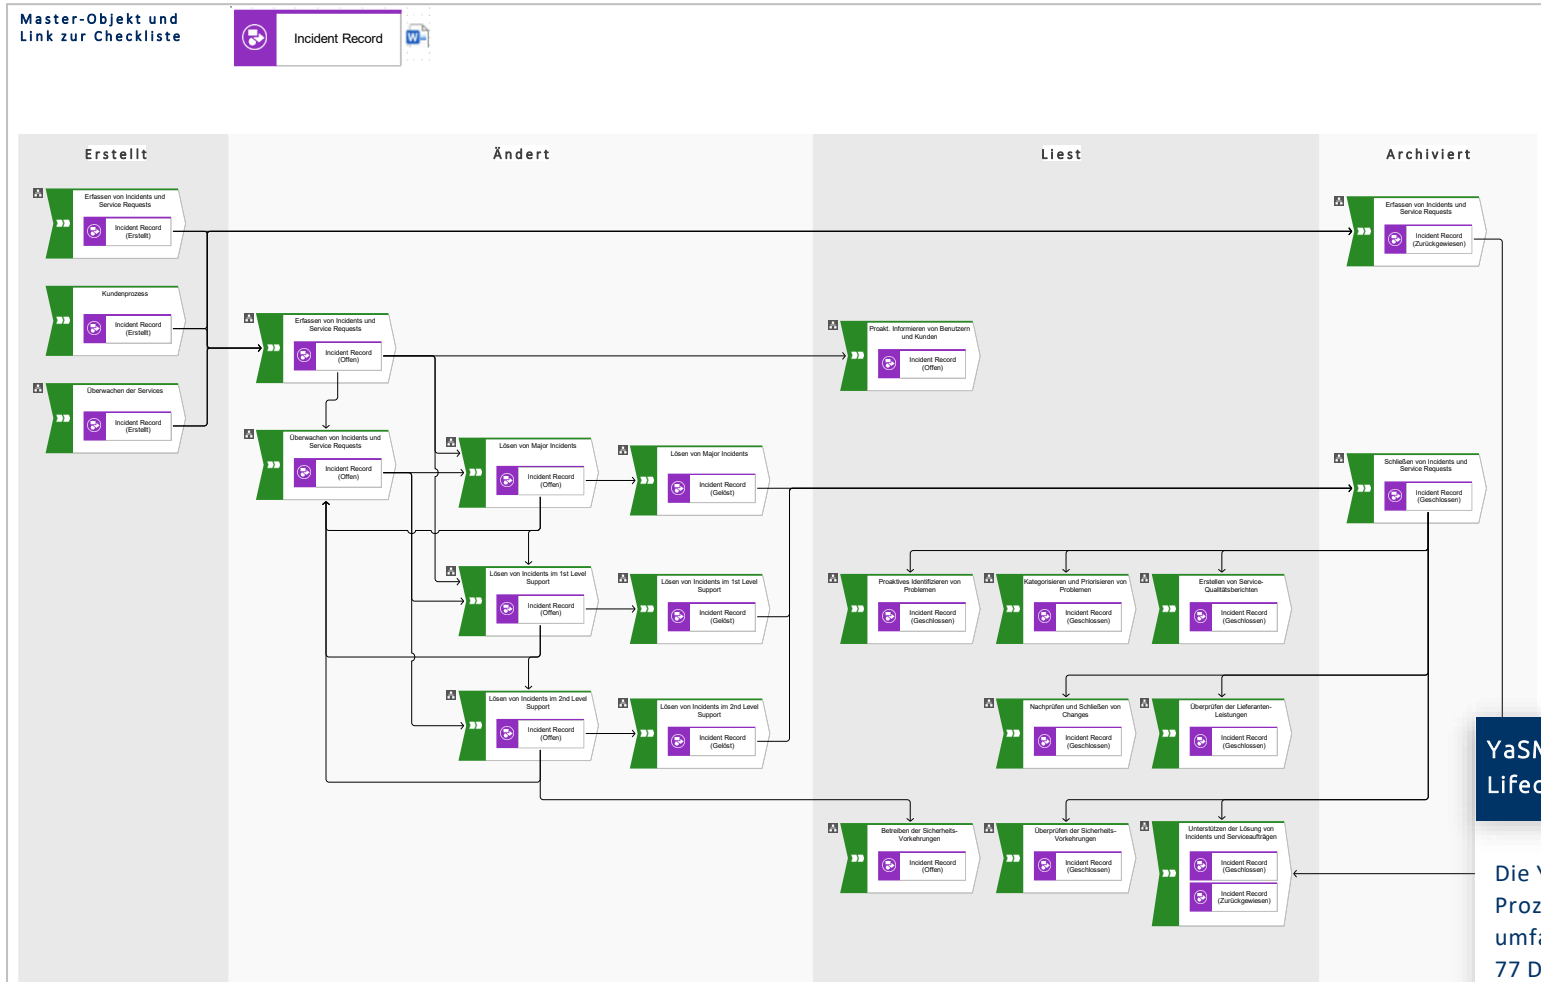 Master-Objekt und
Link zur Checkliste
Incident Record
Erstellt
Ändert
Liest
Archiviert
Erfassen von Incidents und
Service Requests
Incident Record
(Erstellt)
Kundenprozess
Incident Record
(Erstellt)
Überwachen der Services
Incident Record
(Erstellt)
Erfassen von Incidents und
Service Requests
Incident Record
(Offen)
Überwachen von Incidents und
Service Requests
Incident Record
(Offen)
Lösen von Major Incidents
Incident Record
(Offen)
Lösen von Major Incidents
Incident Record
(Gelöst)
Lösen von Incidents im 1st Level
Support
Incident Record
(Offen)
Lösen von Incidents im 1st Level
Support
Incident Record
(Gelöst)
Lösen von Incidents im 2nd Level
Support
Incident Record
(Offen)
Lösen von Incidents im 2nd Level
Support
Incident Record
(Gelöst)
Proakt. Informieren von Benutzern
und Kunden
Incident Record
(Offen)
Proaktives Identifizieren von
Problemen
Incident Record
(Geschlossen)
Kategorisieren und Priorisieren von
Problemen
Incident Record
(Geschlossen)
Erstellen von Service-
Qualitätsberichten
Incident Record
(Geschlossen)
Nachprüfen und Schließen von
Changes
Incident Record
(Geschlossen)
Überprüfen der Lieferanten-
Leistungen
Incident Record
(Geschlossen)
Betreiben der Sicherheits-
Vorkehrungen
Incident Record
(Offen)
Überprüfen der Sicherheits-
Vorkehrungen
Incident Record
(Geschlossen)
Unterstützen der Lösung von
Incidents und Serviceaufträgen
Incident Record
(Geschlossen)
Incident Record
(Zurückgewiesen)
Erfassen von Incidents und
Service Requests
Incident Record
(Zurückgewiesen)
Schließen von Incidents und
Service Requests
Incident Record
(Geschlossen)
YaSM
Lifec
Die Y
Proz
umfa
77 D